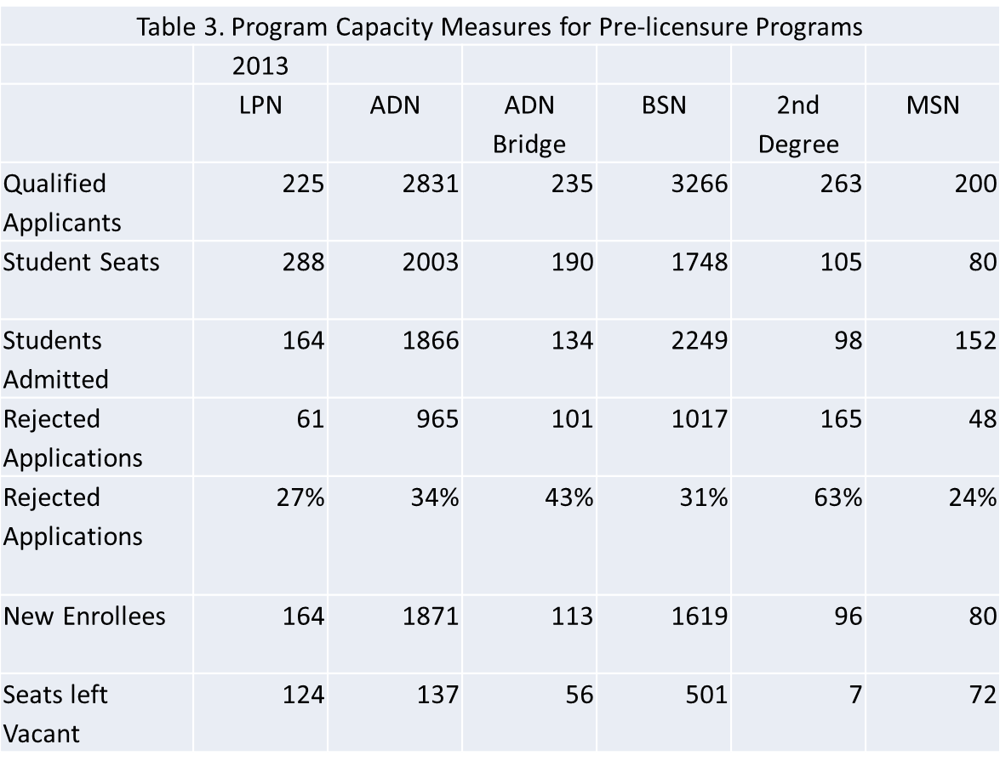 Table 3. Program Capacity Measures for Pre-licensure Programs
2013
LPN ADN ADN Bridge BSN 2nd Degree MSN
Qualified Applicants 225 2831 235 3266 263 200
Student Seats 288 2003 190 1748 105 80
Students Admitted 164 1866 134 2249 98 152
Rejected Applications 61 965 101 1017 165 48
Rejected Applications 27% 34% 43% 31% 63% 24%
New Enrollees 164 1871 113 1619 96 80
Seats left Vacant 124 137 56 501 7 72